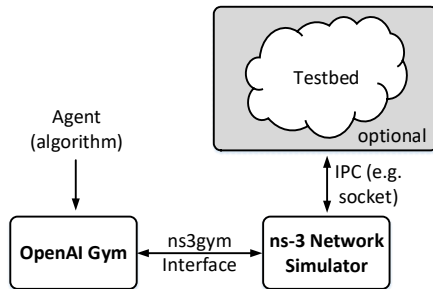 Testbed
optional
Agent
(algorithm)
IPC (e.g.
socket)
OpenAI Gym
ns3gym
Interface
ns-3 Network
Simulator